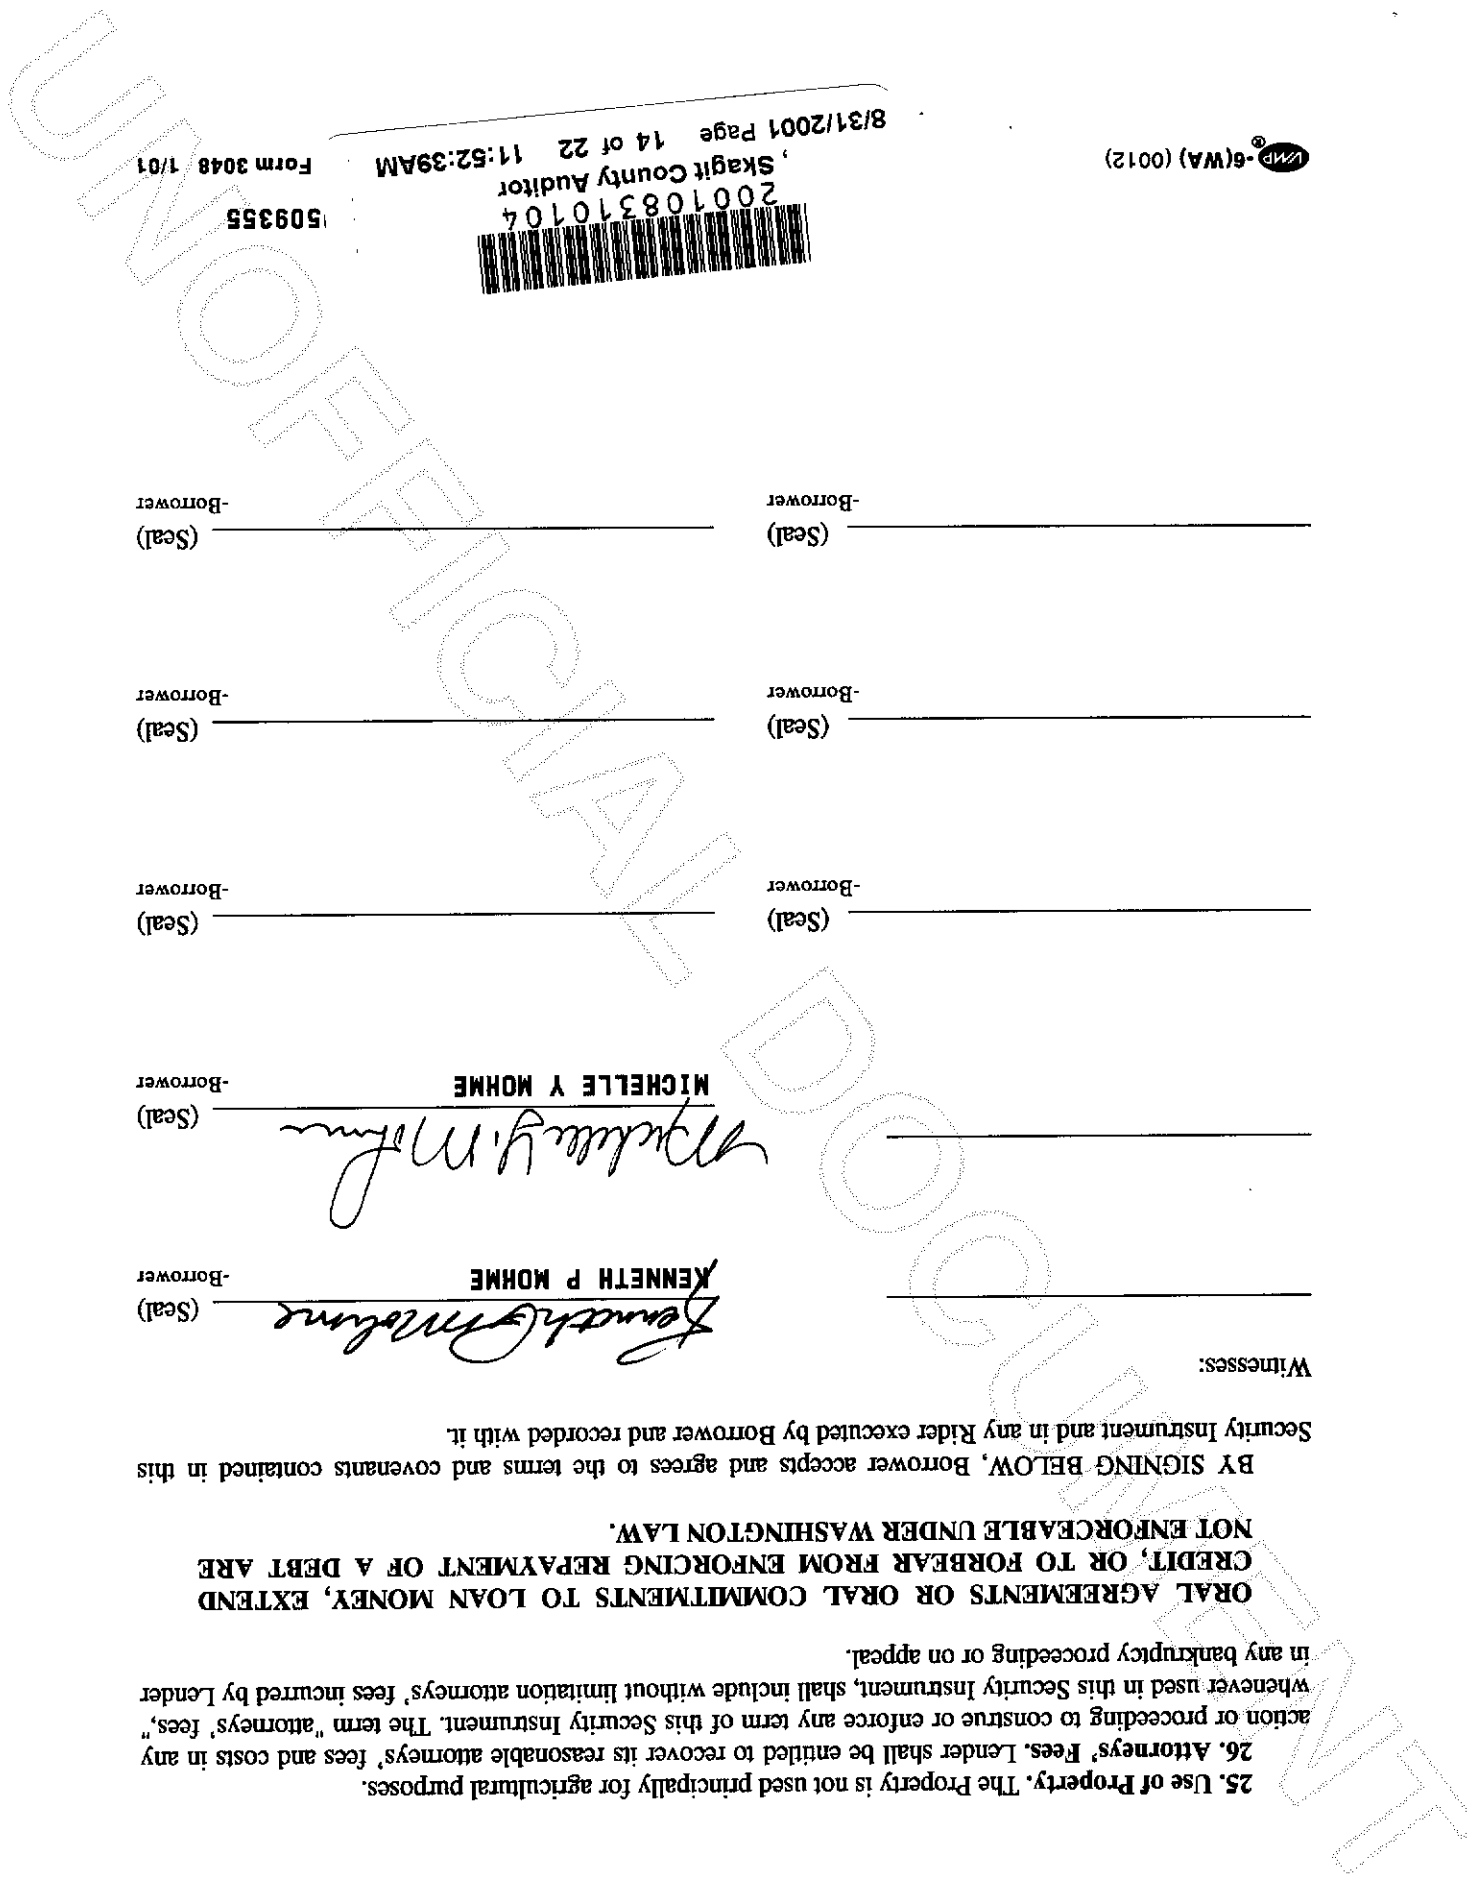 25. Use of Property. The Property is not used principally for agricultural purposes.
26. Attorneys' Fees. Lender shall be entitled to recover its reasonable attorneys' fees and costs in any
action or proceeding to construe or enforce any term of this Security Instrument. The term "attorneys' fees,"
whenever used in this Security Instrument, shall include without limitation attorneys' fees incurred by Lender
in any bankruptcy proceeding or on appeal.
ORAL AGREEMENTS OR ORAL COMMITMENTS TO LOAN MONEY, EXTEND
CREDIT, OR TO FORBEAR FROM ENFORCING REPAYMENT OF A DEBT ARE
NOT ENFORCEABLE UNDER WASHINGTON LAW.
BY SIGNING BELOW, Borrower accepts and agrees to the terms and covenants contained in this
Security Instrument and in any Rider executed by Borrower and recorded with it.
Witnesses:
Kenneth P Mohme (Seal)
KENNETH P MOHME -Borrower
Michelle Y. Mohme (Seal)
MICHELLE Y MOHME -Borrower
(Seal) (Seal)
-Borrower -Borrower
(Seal) (Seal)
-Borrower -Borrower
(Seal) (Seal)
-Borrower -Borrower
200108310104
, Skagit County Auditor
8/31/2001 Page 14 of 22 11:52:39AM
509355
VMP®-6(WA) (0012)
Form 3048 1/01
UNOFFICIAL DOCUMENT